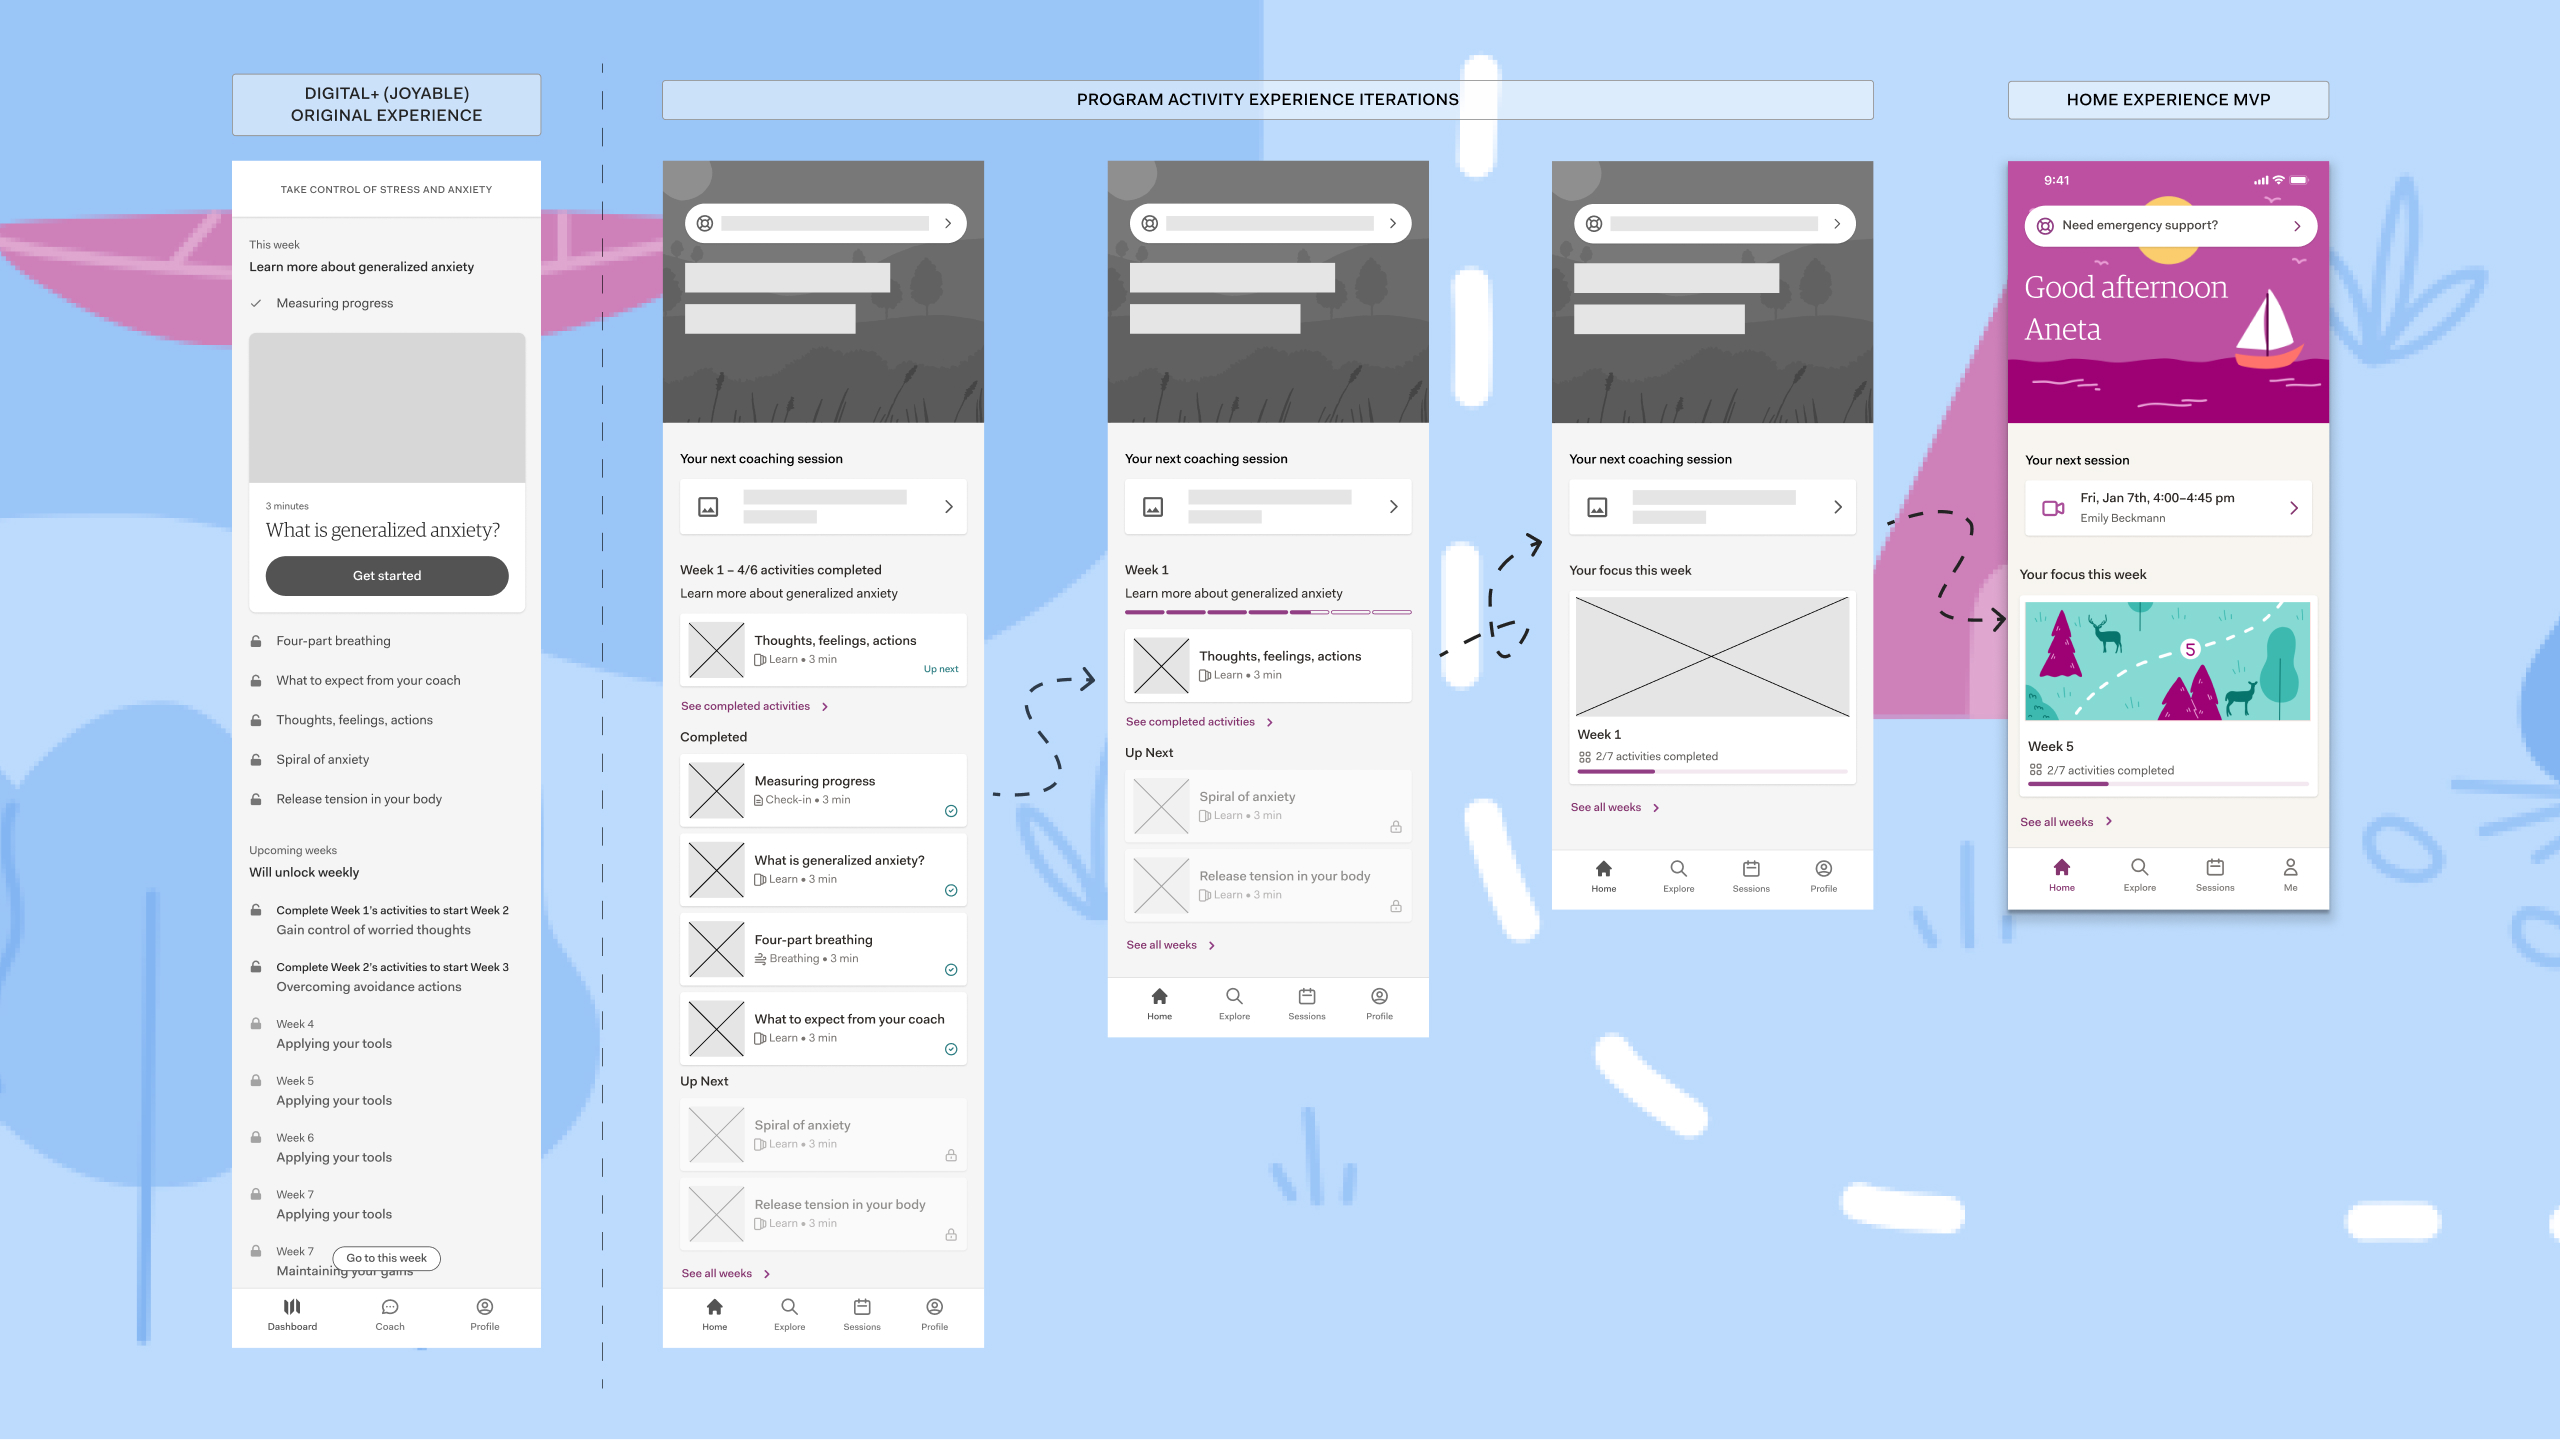 DIGITAL+ (JOYABLE)
ORIGINAL EXPERIENCE
TAKE CONTROL OF STRESS AND ANXIETY
This week
Learn more about generalized anxiety
Measuring progress
3 minutes
What is generalized anxiety?
Get started
Four-part breathing
What to expect from your coach
Thoughts, feelings, actions
Spiral of anxiety
Release tension in your body
Upcoming weeks
Will unlock weekly
Complete Week 1's activities to start Week 2
Gain control of worried thoughts
Complete Week 2's activities to start Week 3
Overcoming avoidance actions
Week 4
Applying your tools
Week 5
Applying your tools
Week 6
Applying your tools
Week 7
Applying your tools
Week 7
Go to this week
Maintaining your gains
Dashboard
Coach
Profile
PROGRAM ACTIVITY EXPERIENCE ITERATIONS
Your next coaching session
Week 1 – 4/6 activities completed
Learn more about generalized anxiety
Thoughts, feelings, actions
Learn • 3 min
Up next
See completed activities
Completed
Measuring progress
Check-in • 3 min
What is generalized anxiety?
Learn • 3 min
Four-part breathing
Breathing • 3 min
What to expect from your coach
Learn • 3 min
Up Next
Spiral of anxiety
Learn • 3 min
Release tension in your body
Learn • 3 min
See all weeks
Home
Explore
Sessions
Profile
Your next coaching session
Week 1
Learn more about generalized anxiety
Thoughts, feelings, actions
Learn • 3 min
See completed activities
Up Next
Spiral of anxiety
Learn • 3 min
Release tension in your body
Learn • 3 min
See all weeks
Home
Explore
Sessions
Profile
Your next coaching session
Your focus this week
Week 1
2/7 activities completed
See all weeks
Home
Explore
Sessions
Profile
HOME EXPERIENCE MVP
9:41
Need emergency support?
Good afternoon
Aneta
Your next session
Fri, Jan 7th, 4:00–4:45 pm
Emily Beckmann
Your focus this week
5
Week 5
2/7 activities completed
See all weeks
Home
Explore
Sessions
Me